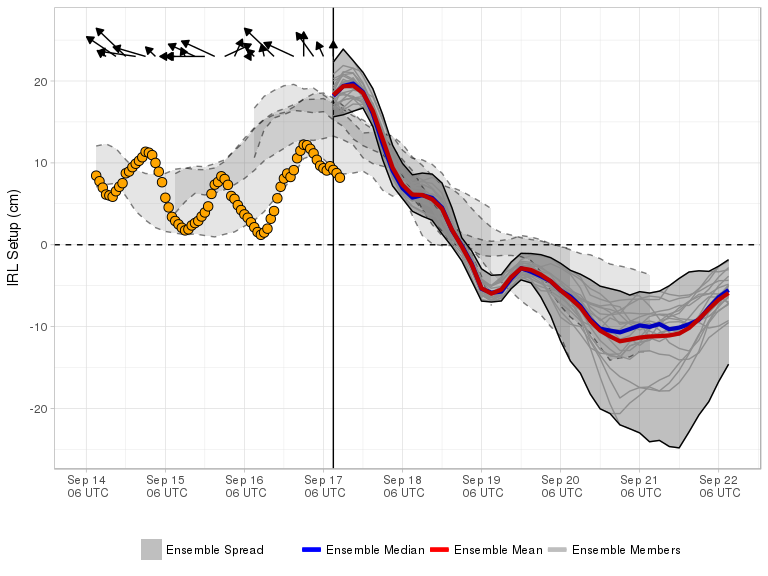 IRL Setup (cm)
20
10
0
-10
-20
Sep 14 Sep 15 Sep 16 Sep 17 Sep 18 Sep 19 Sep 20 Sep 21 Sep 22
06 UTC 06 UTC 06 UTC 06 UTC 06 UTC 06 UTC 06 UTC 06 UTC 06 UTC
Ensemble Spread Ensemble Median Ensemble Mean Ensemble Members